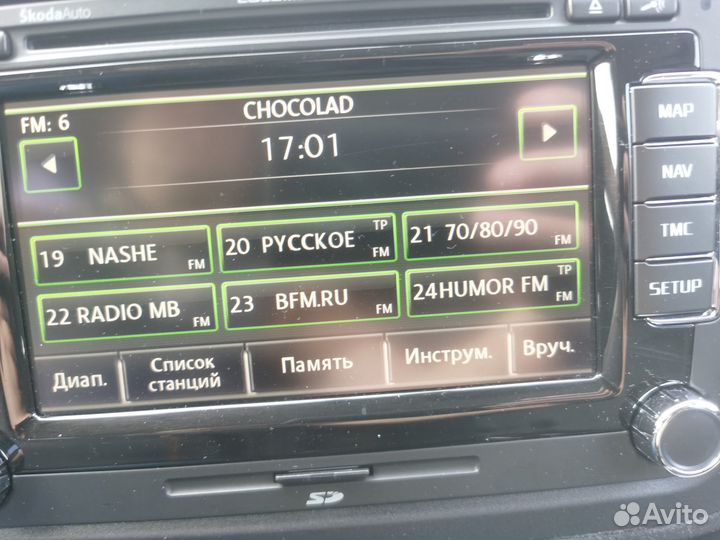 ŠkodaAuto
CHOCOLAD
FM: 6
17:01
MAP
NAV
TMC
SETUP
19 NASHE FM
20 РУССКОЕ TP FM
21 70/80/90 FM
22 RADIO MB FM
23 BFM.RU FM
24 HUMOR FM TP FM
Диап.
Список станций
Память
Инструм.
Вруч.
SD
Avito